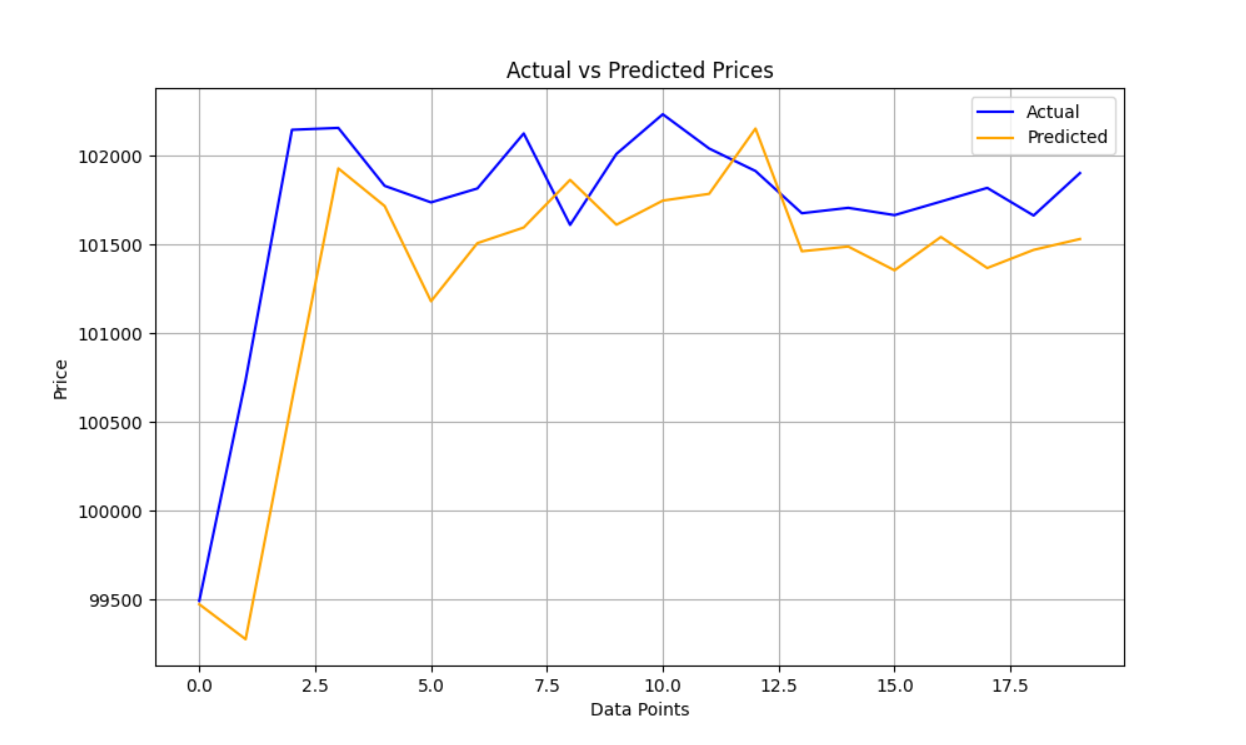 Actual vs Predicted Prices
Actual
Predicted
102000
101500
101000
100500
100000
99500
Price
0.0 2.5 5.0 7.5 10.0 12.5 15.0 17.5
Data Points